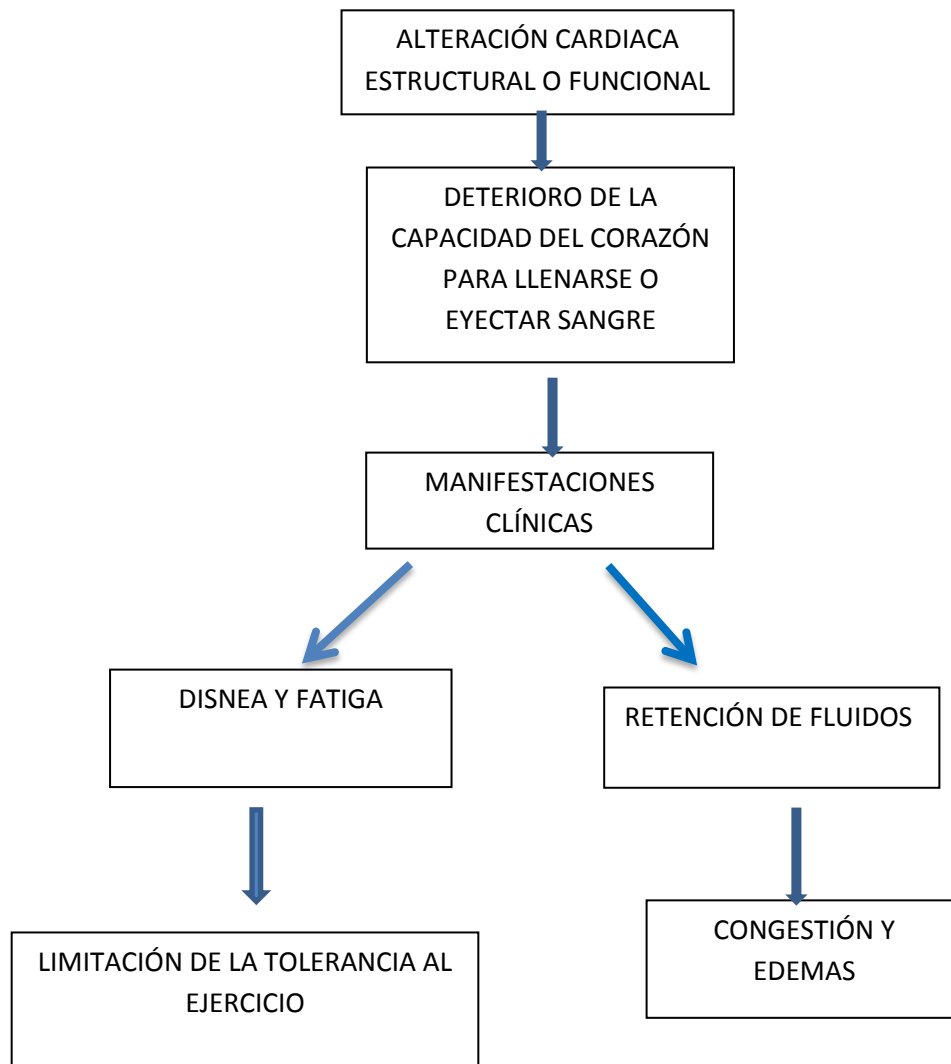 ALTERACIÓN CARDIACA
ESTRUCTURAL O FUNCIONAL
DETERIORO DE LA
CAPACIDAD DEL CORAZÓN
PARA LLENARSE O
EYECTAR SANGRE
MANIFESTACIONES
CLÍNICAS
DISNEA Y FATIGA
RETENCIÓN DE FLUIDOS
LIMITACIÓN DE LA TOLERANCIA AL
EJERCICIO
CONGESTIÓN Y
EDEMAS